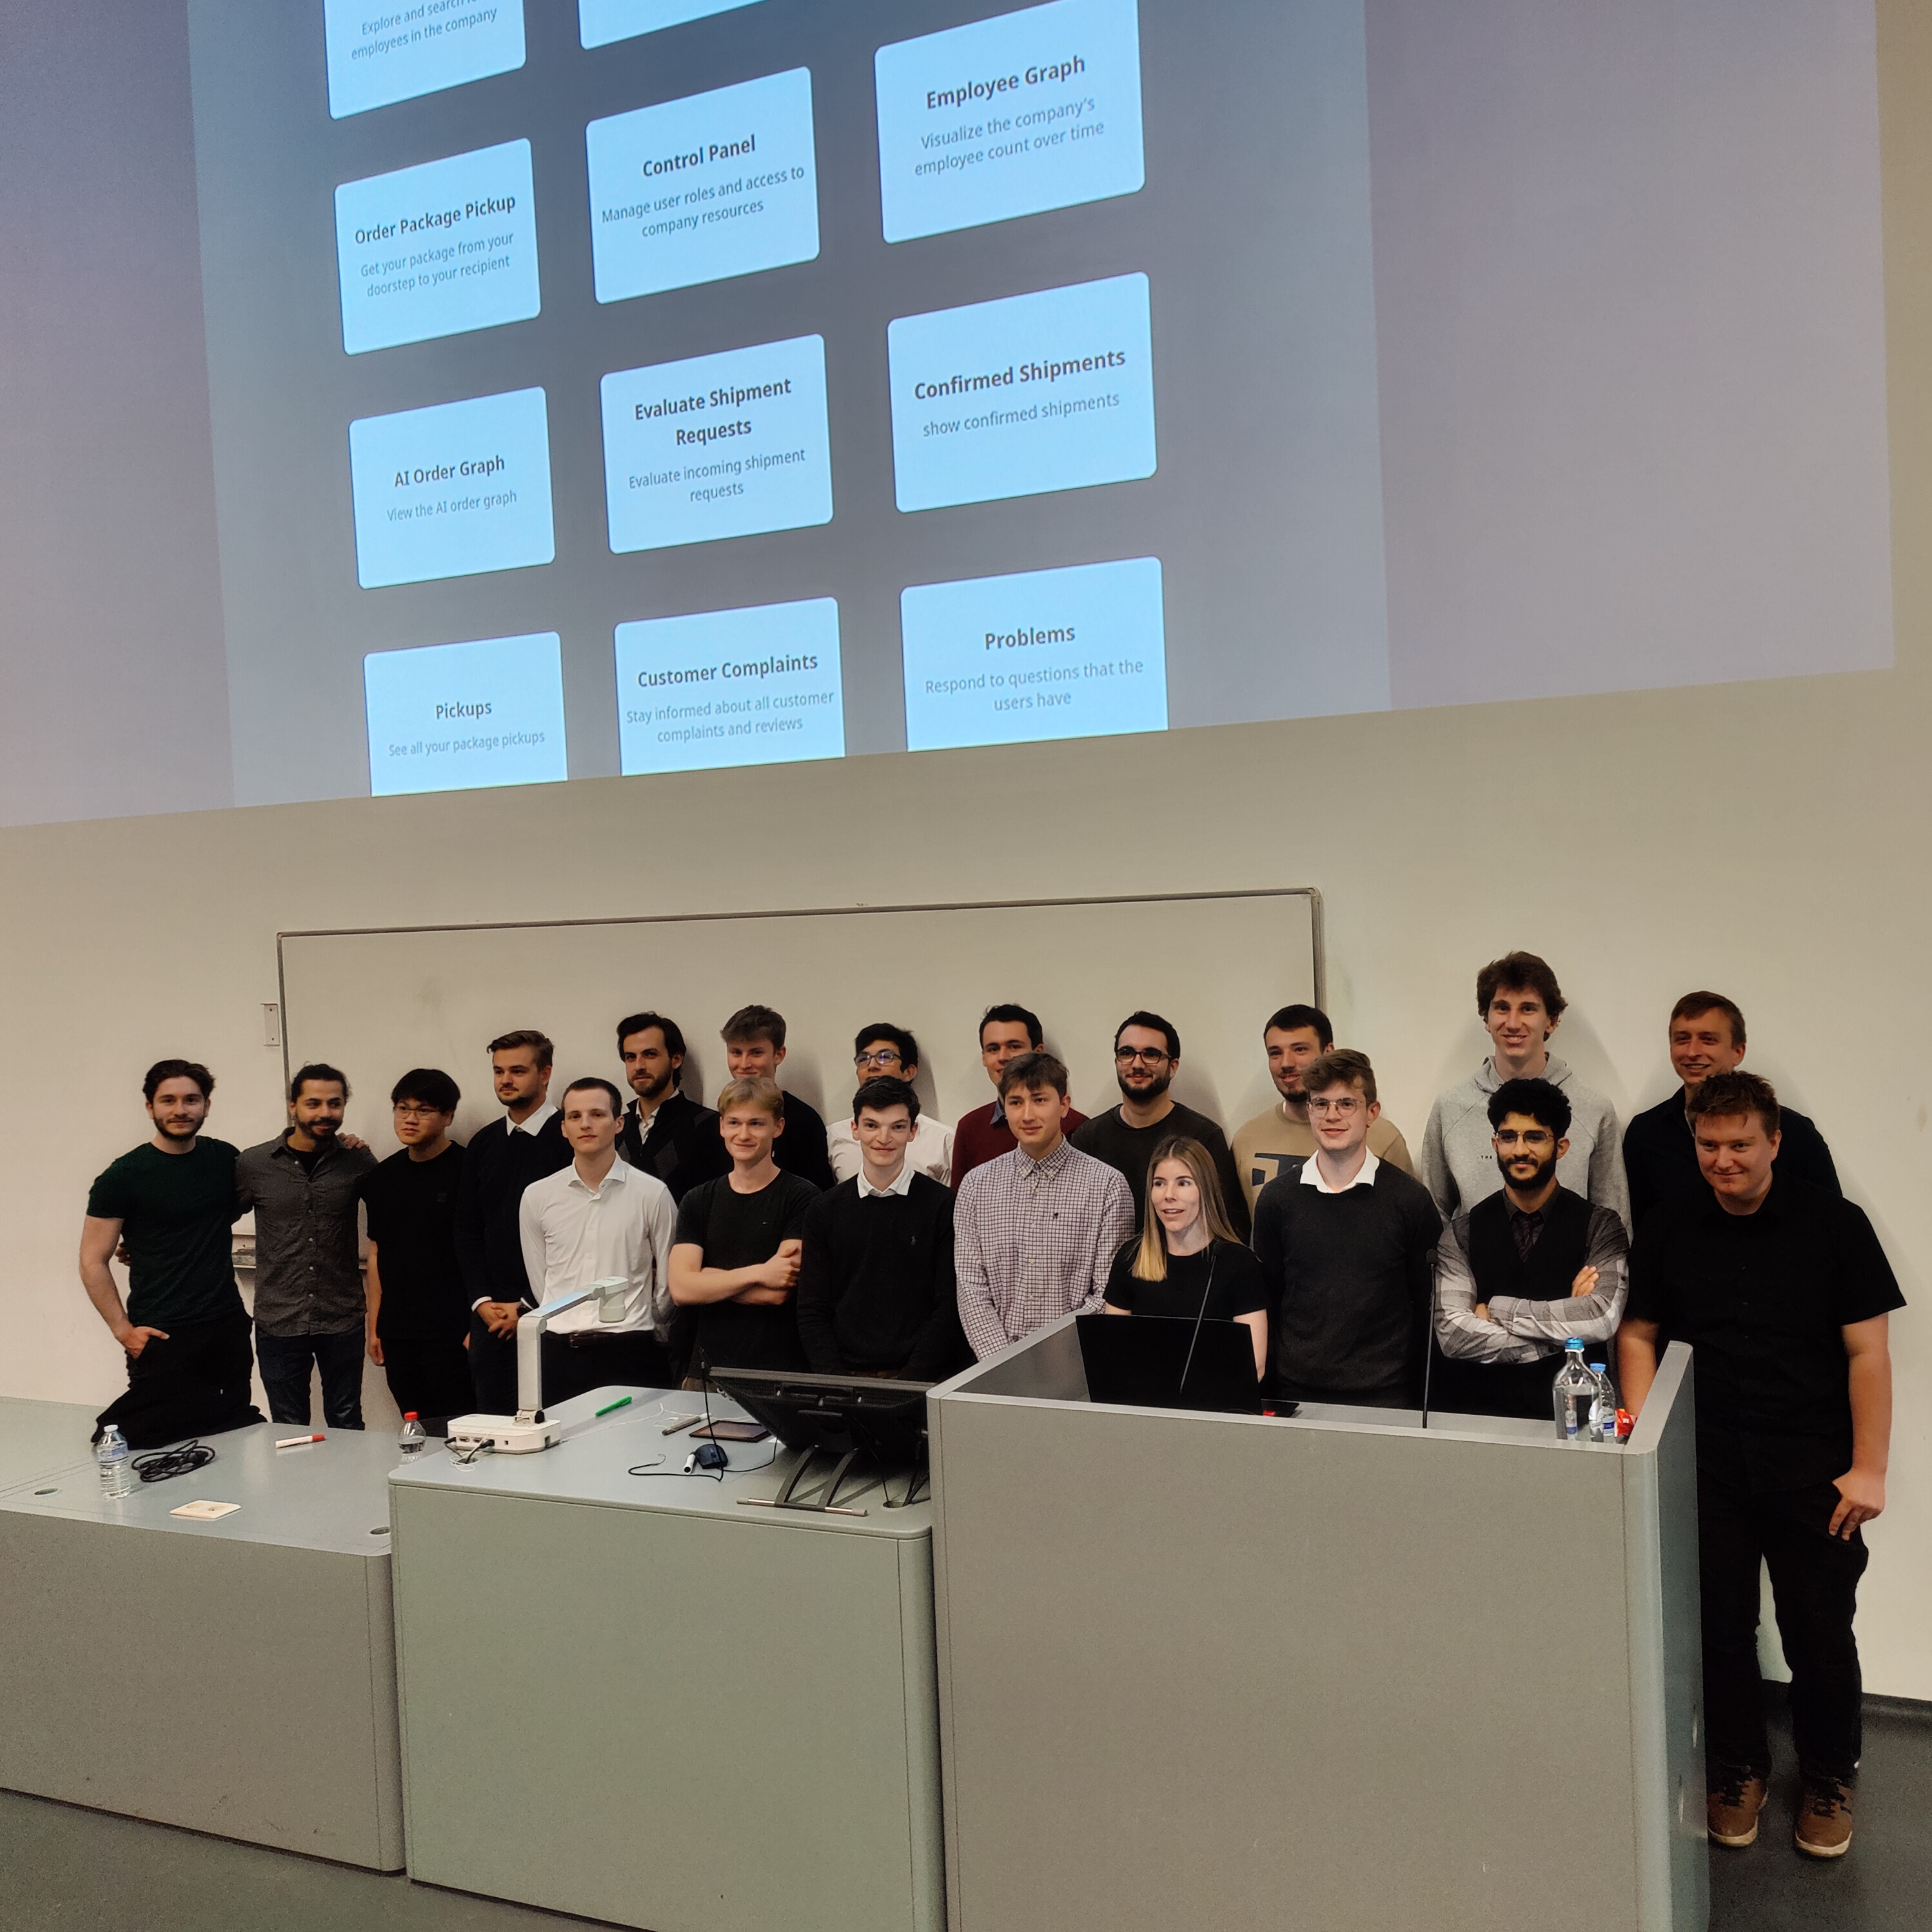 Explore and search
employees in the company
Order Package Pickup
Get your package from your
doorstep to your recipient
AI Order Graph
View the AI order graph
Pickups
See all your package pickups
Control Panel
Manage user roles and access to
company resources
Evaluate Shipment
Requests
Evaluate incoming shipment
requests
Customer Complaints
Stay informed about all customer
complaints and reviews
Employee Graph
Visualize the company's
employee count over time
Confirmed Shipments
show confirmed shipments
Problems
Respond to questions that the
users have